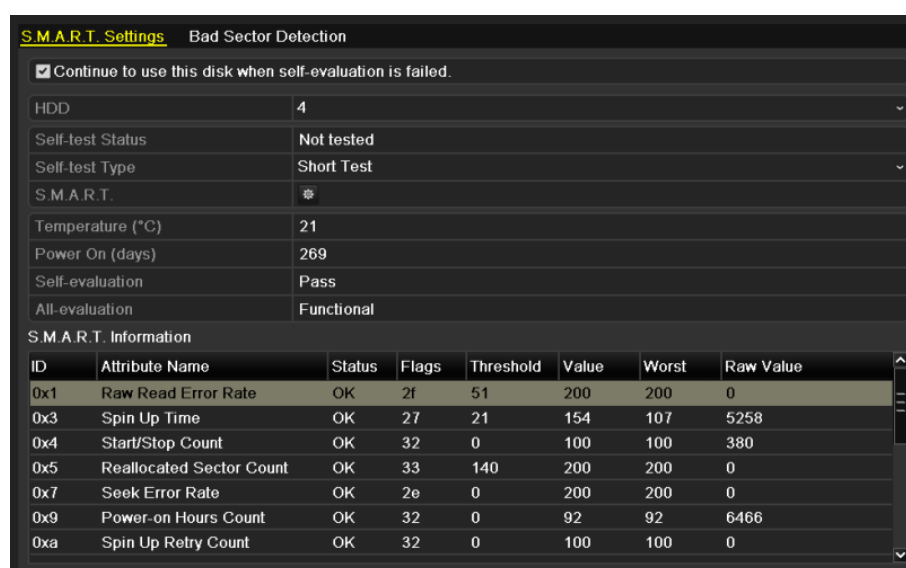 S.M.A.R.T. Settings Bad Sector Detection
Continue to use this disk when self-evaluation is failed.
HDD 4
Self-test Status Not tested
Self-test Type Short Test
S.M.A.R.T.
Temperature (°C) 21
Power On (days) 269
Self-evaluation Pass
All-evaluation Functional
S.M.A.R.T. Information
ID Attribute Name Status Flags Threshold Value Worst Raw Value
0x1 Raw Read Error Rate OK 2f 51 200 200 0
0x3 Spin Up Time OK 27 21 154 107 5258
0x4 Start/Stop Count OK 32 0 100 100 380
0x5 Reallocated Sector Count OK 33 140 200 200 0
0x7 Seek Error Rate OK 2e 0 200 200 0
0x9 Power-on Hours Count OK 32 0 92 92 6466
0xa Spin Up Retry Count OK 32 0 100 100 0